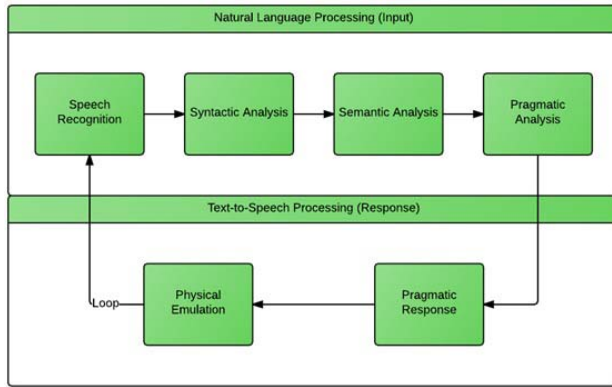 Natural Language Processing (Input)
Speech
Recognition
Syntactic Analysis
Semantic Analysis
Pragmatic
Analysis
Text-to-Speech Processing (Response)
Loop
Physical
Emulation
Pragmatic
Response